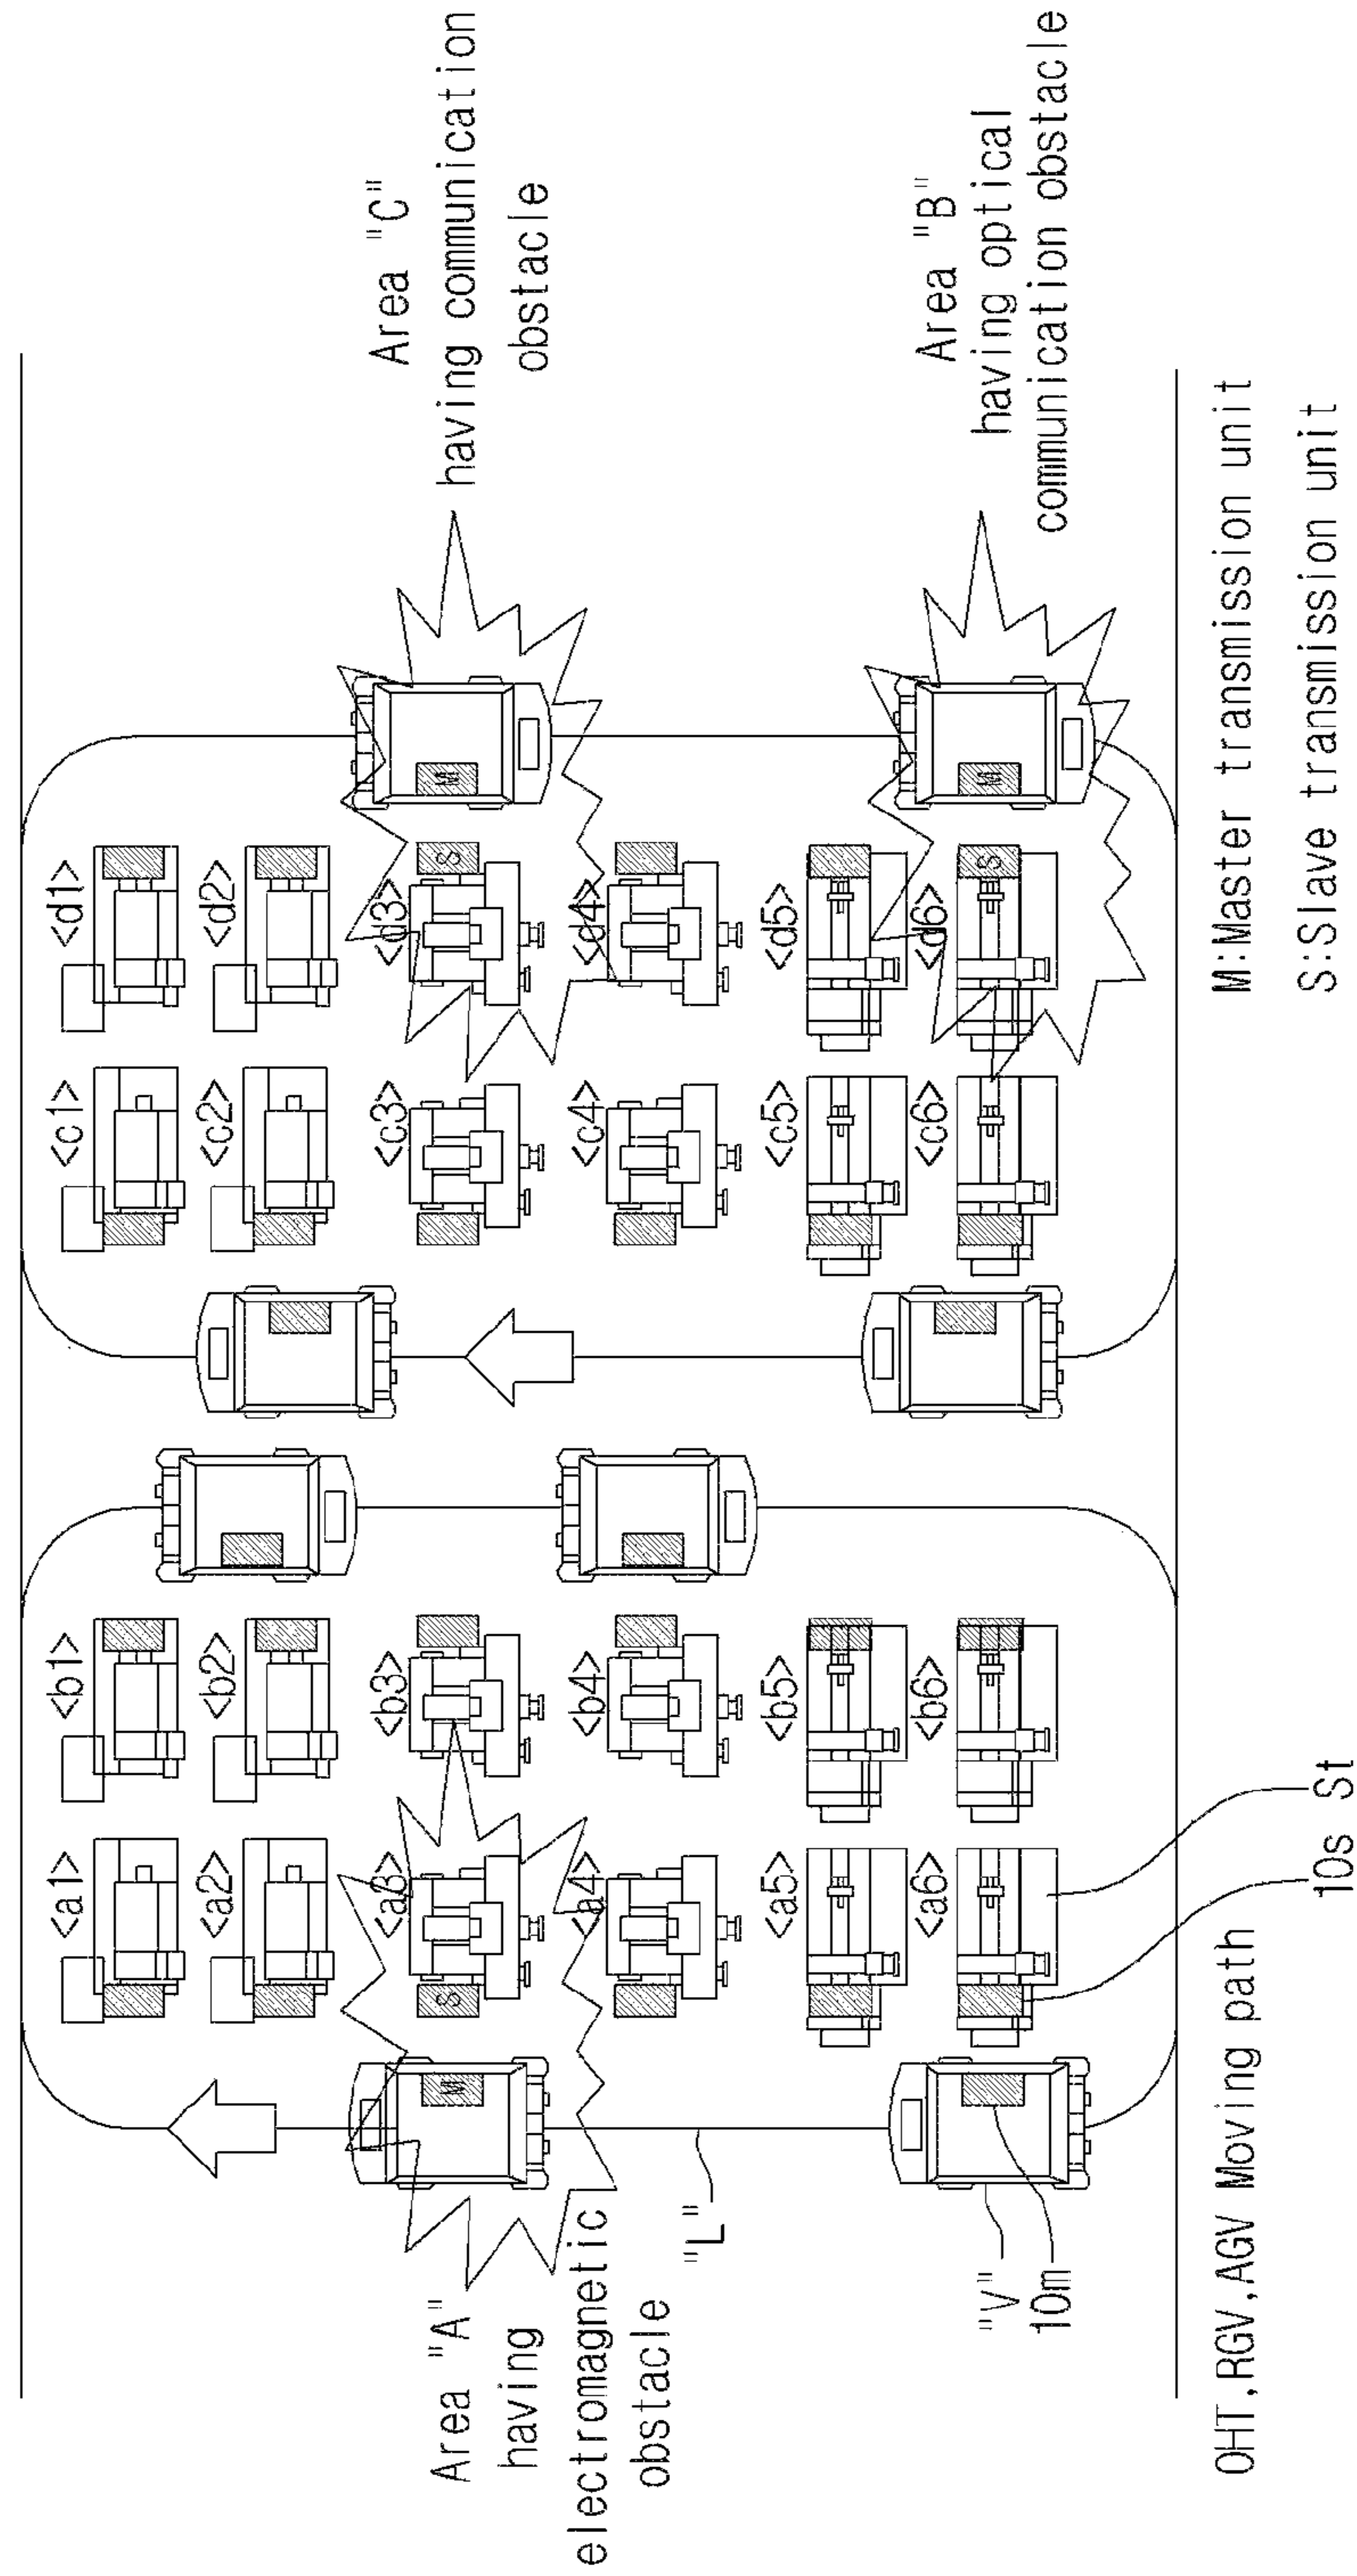 Area "A"
having
electromagnetic
obstacle
Area "C"
having communication
obstacle
Area "B"
having optical
communication obstacle
<a1>
<b1>
<c1>
<d1>
<a2>
<b2>
<c2>
<d2>
<a3>
<b3>
<c3>
<d3>
M
S
S
M
<a4>
<b4>
<c4>
<d4>
<a5>
<b5>
<c5>
<d5>
<a6>
<b6>
<c6>
<d6>
S
M
"L"
"V"
10m
10s
St
OHT,RGV,AGV Moving path
M:Master transmission unit
S:Slave transmission unit